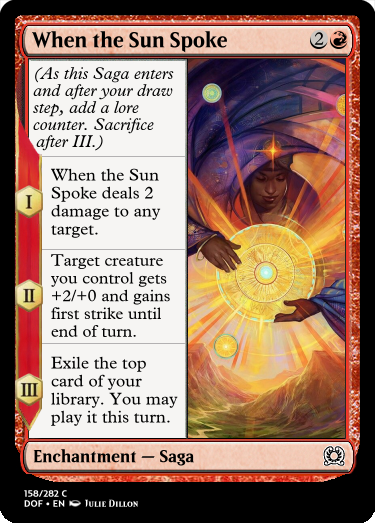 When the Sun Spoke 2
(As this Saga enters
and after your draw
step, add a lore
counter. Sacrifice
after III.)
I
When the Sun
Spoke deals 2
damage to any
target.
II
Target creature
you control gets
+2/+0 and gains
first strike until
end of turn.
III
Exile the top
card of your
library. You may
play it this turn.
Enchantment — Saga
158/282 C
DOF • EN Julie Dillon